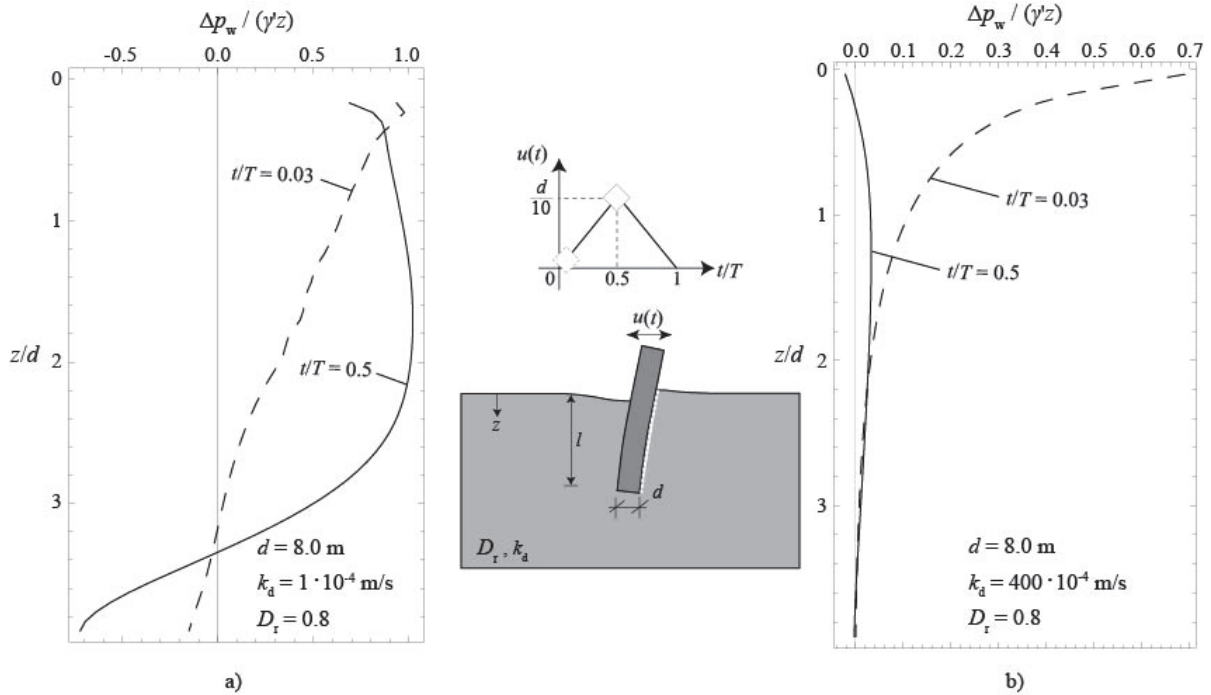 Δp_w / (γ'z)
-0.5 0.0 0.5 1.0
0
1
2
3
z/d
t/T = 0.03
t/T = 0.5
d = 8.0 m
k_d = 1 · 10⁻⁴ m/s
D_r = 0.8
a)
u(t)
d
10
0 0.5 1 t/T
u(t)
z
l
d
D_r , k_d
Δp_w / (γ'z)
0.0 0.1 0.2 0.3 0.4 0.5 0.6 0.7
0
1
2
3
z/d
t/T = 0.03
t/T = 0.5
d = 8.0 m
k_d = 400 · 10⁻⁴ m/s
D_r = 0.8
b)